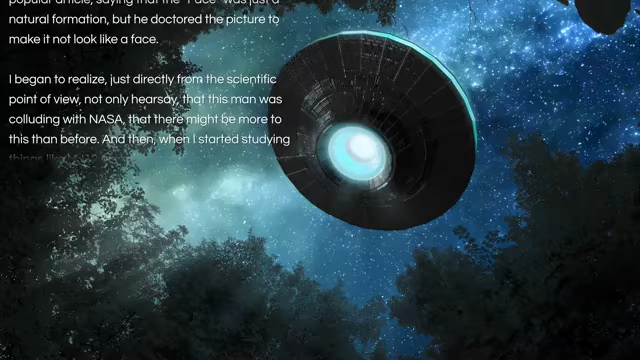 popular article, saying that the "Face" was just a
natural formation, but he doctored the picture to
make it not look like a face.
I began to realize, just directly from the scientific
point of view, not only hearsay, that this man was
colluding with NASA, that there might be more to
this than before. And then, when I started studying
things like